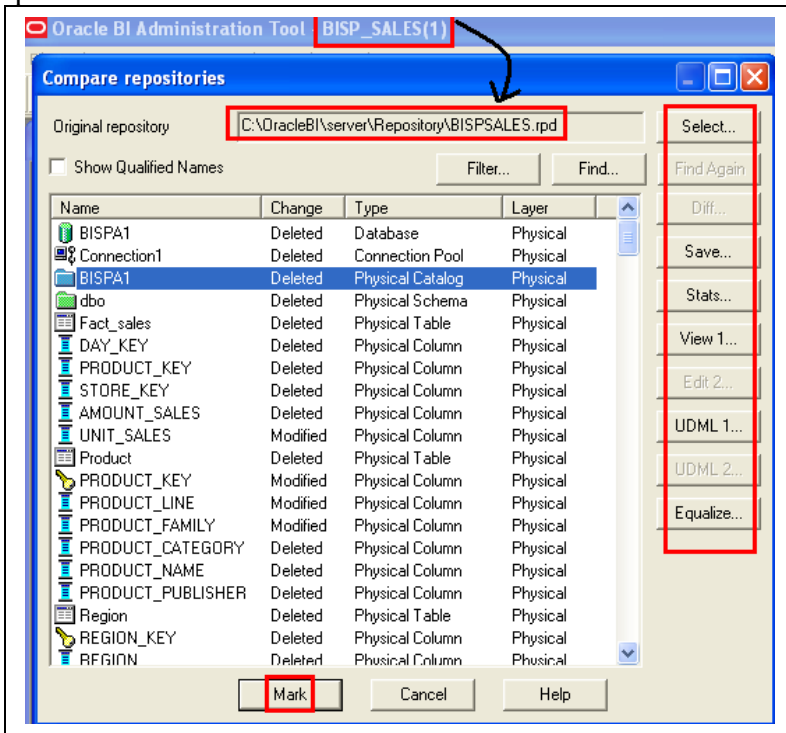 Oracle BI Administration Tool - BISP_SALES(1)
Compare repositories
Original repository C:\OracleBI\server\Repository\BISPSALES.rpd Select...
Show Qualified Names Filter... Find... Find Again
Name Change Type Layer Diff...
BISPA1 Deleted Database Physical
Connection1 Deleted Connection Pool Physical Save...
BISPA1 Deleted Physical Catalog Physical
dbo Deleted Physical Schema Physical Stats...
Fact_sales Deleted Physical Table Physical
DAY_KEY Deleted Physical Column Physical View 1...
PRODUCT_KEY Deleted Physical Column Physical
STORE_KEY Deleted Physical Column Physical Edit 2...
AMOUNT_SALES Deleted Physical Column Physical
UNIT_SALES Modified Physical Column Physical UDML 1...
Product Deleted Physical Table Physical
PRODUCT_KEY Modified Physical Column Physical UDML 2...
PRODUCT_LINE Modified Physical Column Physical
PRODUCT_FAMILY Modified Physical Column Physical Equalize...
PRODUCT_CATEGORY Deleted Physical Column Physical
PRODUCT_NAME Deleted Physical Column Physical
PRODUCT_PUBLISHER Deleted Physical Column Physical
Region Deleted Physical Table Physical
REGION_KEY Deleted Physical Column Physical
REGION Deleted Physical Column Physical
Mark Cancel Help